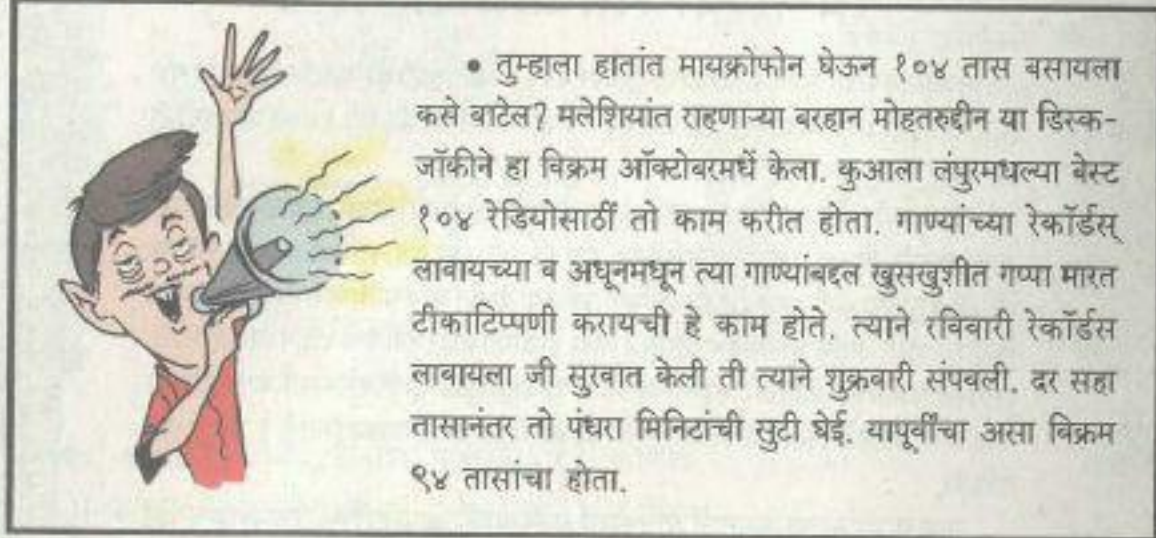 • तुम्हाला हातांत मायक्रोफोन घेऊन १०४ तास बसायला
कसे वाटेल? मलेशियांत राहणाऱ्या बरहान मोहतरुद्दीन या डिस्क-
जॉकीने हा विक्रम ऑक्टोबरमधें केला. कुआला लंपुरमधल्या बेस्ट
१०४ रेडियोसाठीं तो काम करीत होता. गाण्यांच्या रेकॉर्डस्
लावायच्या व अधूनमधून त्या गाण्यांबद्दल खुसखुशीत गप्पा मारत
टीकाटिप्पणी करायची हे काम होते. त्याने रविवारी रेकॉर्डस
लावायला जी सुरवात केली ती त्याने शुक्रवारी संपवली. दर सहा
तासानंतर तो पंधरा मिनिटांची सुटी घेई. यापूर्वीचा असा विक्रम
९४ तासांचा होता.